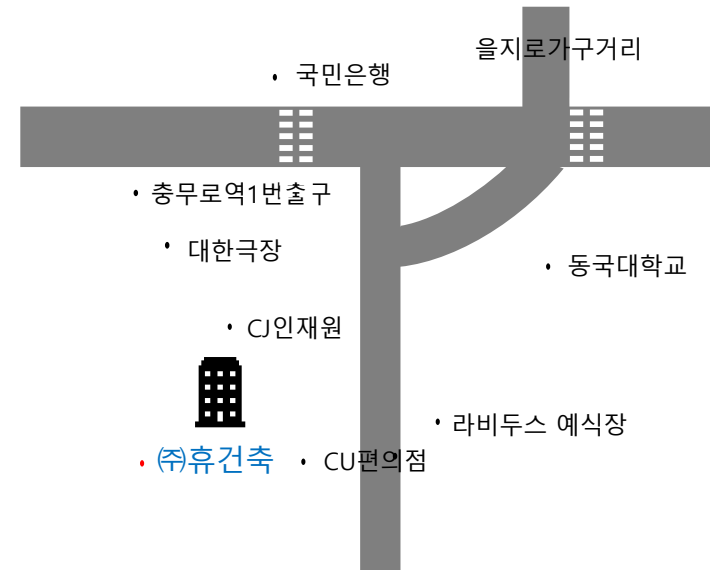 을지로가구거리
국민은행
충무로역1번출구
대한극장
동국대학교
CJ인재원
라비두스 예식장
㈜휴건축
CU편의점